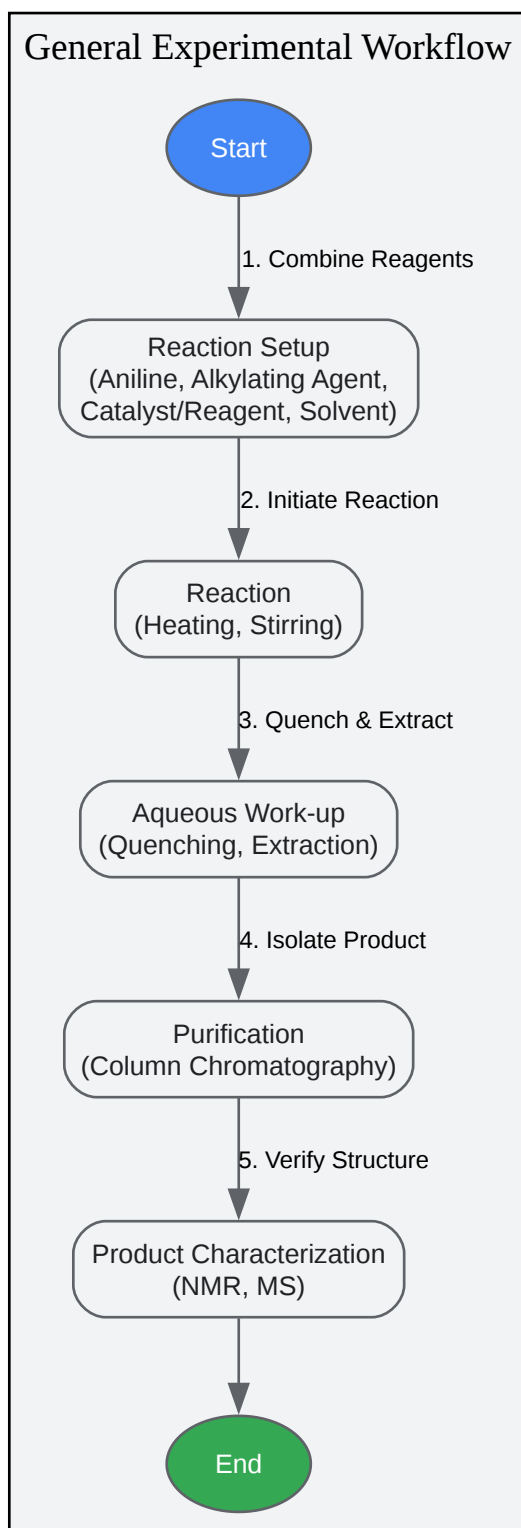 General Experimental Workflow
Start
1. Combine Reagents
Reaction Setup
(Aniline, Alkylating Agent,
Catalyst/Reagent, Solvent)
2. Initiate Reaction
Reaction
(Heating, Stirring)
3. Quench & Extract
Aqueous Work-up
(Quenching, Extraction)
4. Isolate Product
Purification
(Column Chromatography)
5. Verify Structure
Product Characterization
(NMR, MS)
End